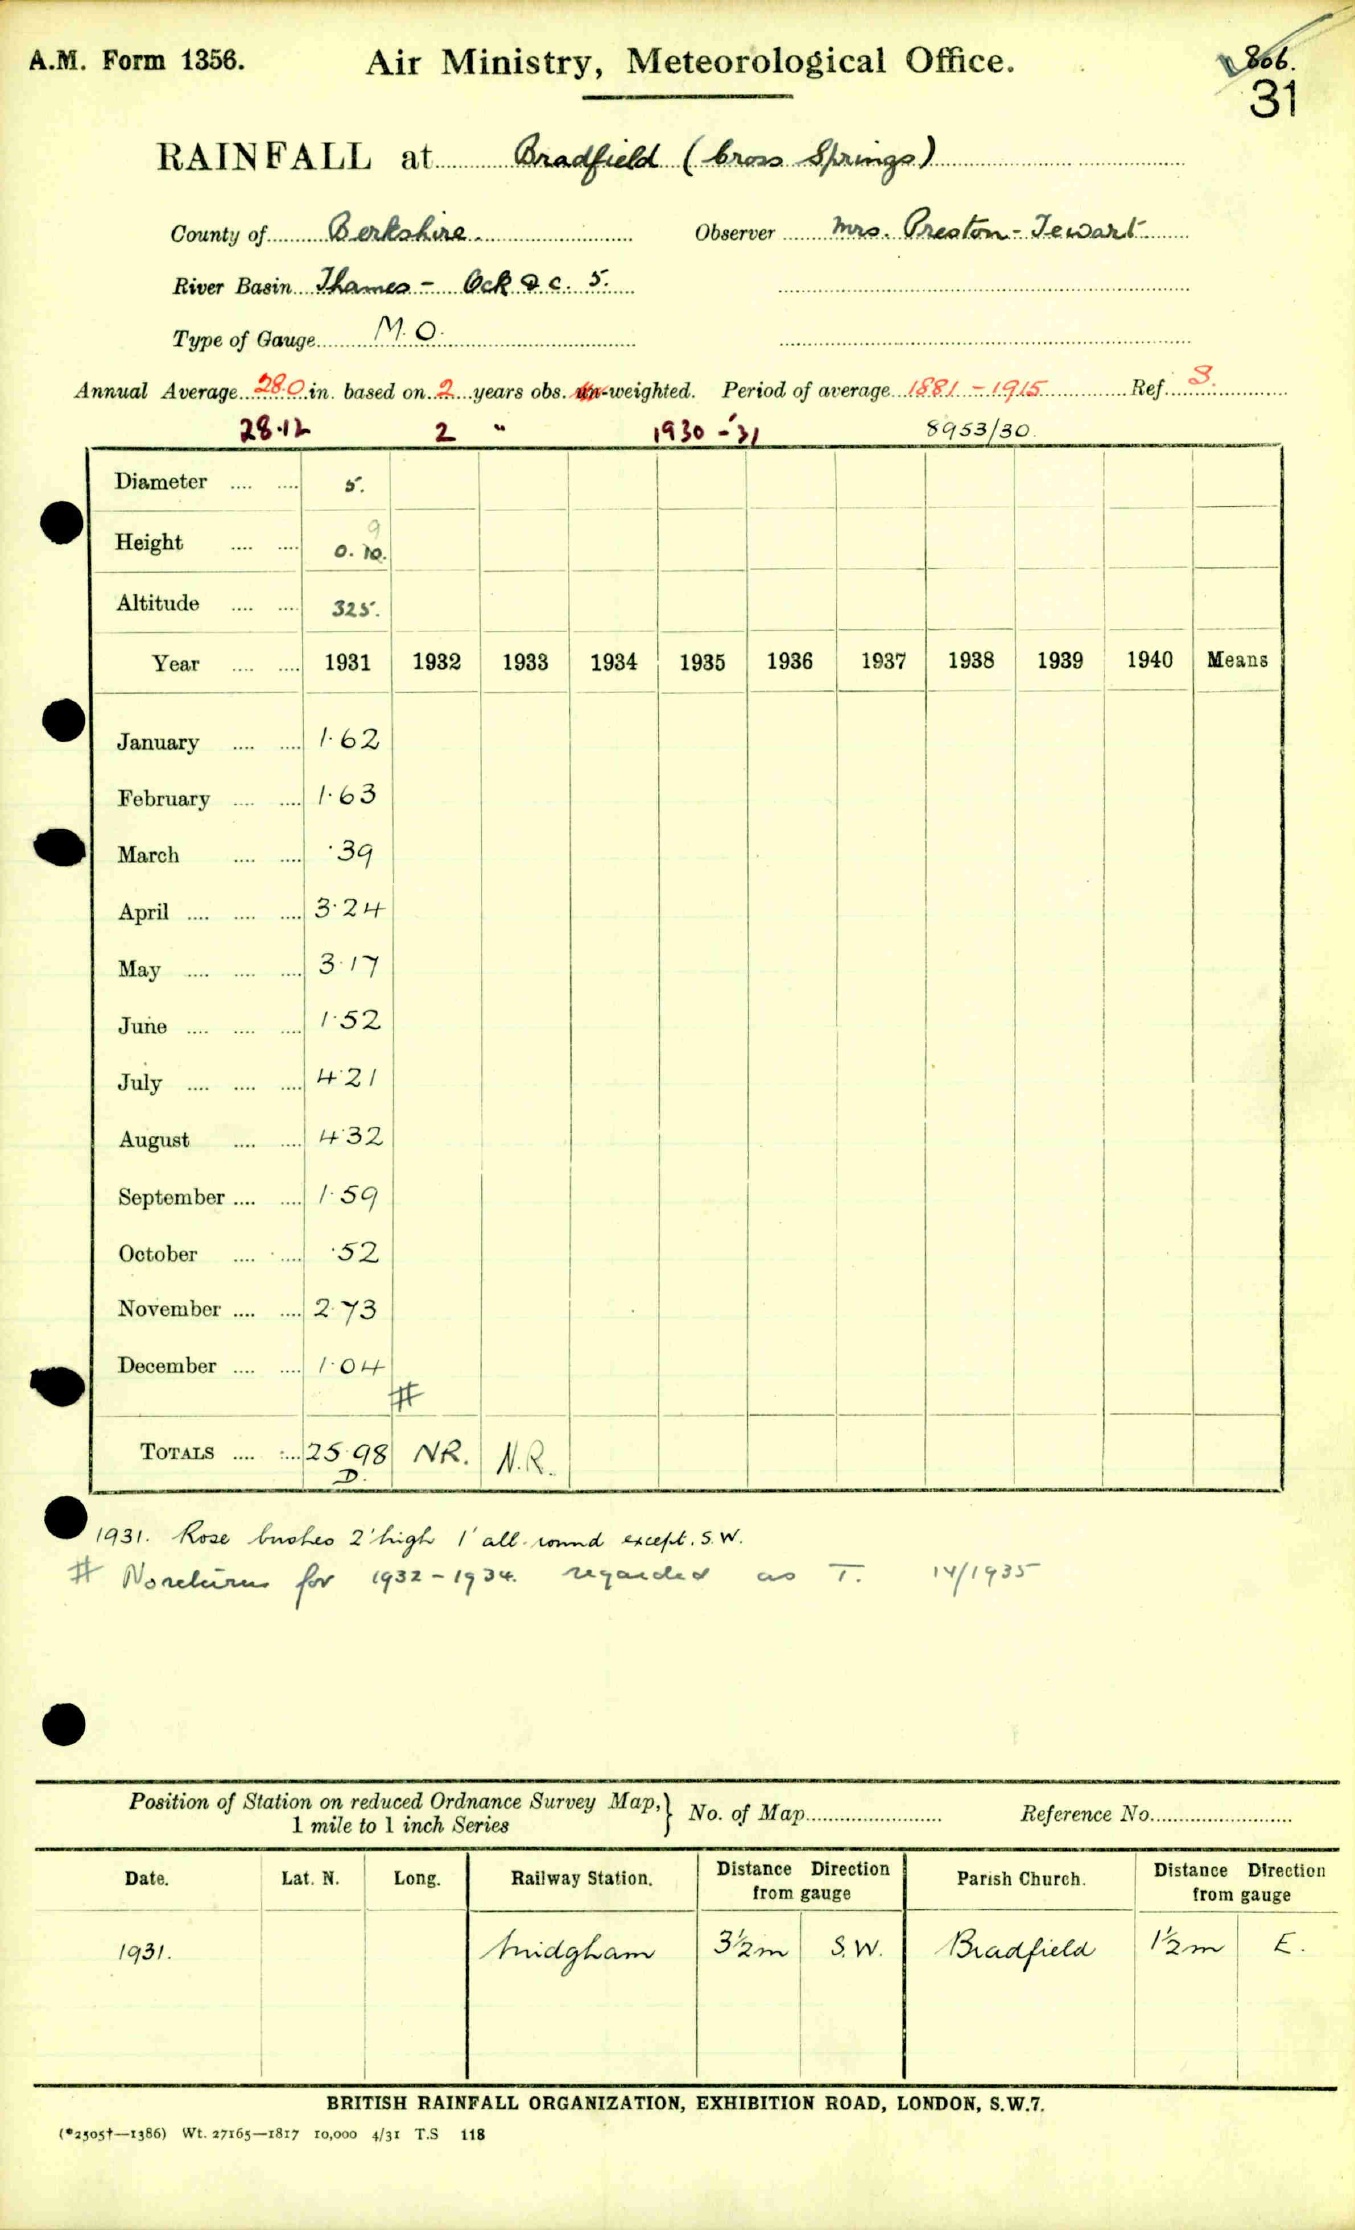 A.M. Form 1356. Air Ministry, Meteorological Office. 806.
31
RAINFALL at Bradfield (Cross Springs)
County of Berkshire. Observer Mrs. Preston-Tewart
River Basin Thames - Ock &c. 5.
Type of Gauge M.O.
Annual Average 28.0 in. based on 2 years obs. un-weighted. Period of average 1881-1915 Ref. S.
28.12 2 " 1930-'31 8953/30.
Diameter .... .... 5.
9
Height .... .... 0.10.
Altitude .... .... 325.
Year .... .... 1931 1932 1933 1934 1935 1936 1937 1938 1939 1940 Means
January .... .... 1.62
February .... .... 1.63
March .... .... .39
April .... .... .... 3.24
May .... .... .... 3.17
June .... .... .... 1.52
July .... .... .... 4.21
August .... .... 4.32
September .... .... 1.59
October .... .... .52
November .... .... 2.73
December .... .... 1.04
#
TOTALS .... .... 25.98 NR. N.R.
D.
1931. Rose bushes 2' high 1' all round except. S.W.
# No returns for 1932-1934. regarded as T. 14/1935
Position of Station on reduced Ordnance Survey Map,} No. of Map Reference No.
1 mile to 1 inch Series
Date. Lat. N. Long. Railway Station. Distance Direction Parish Church. Distance Direction
from gauge from gauge
1931. Midgham 3½m S.W. Bradfield 1½m E.
BRITISH RAINFALL ORGANIZATION, EXHIBITION ROAD, LONDON, S.W.7.
(*2505†—1386) Wt. 27165—1817 10,000 4/31 T.S 118